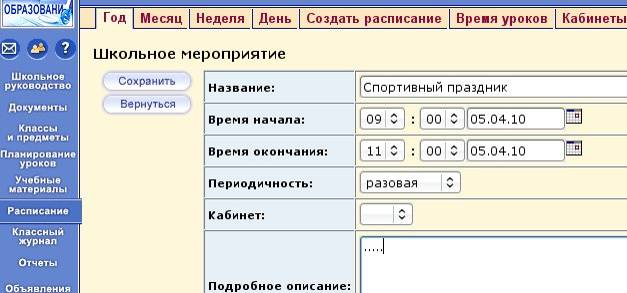 ОБРАЗОВАНИ
Год Месяц Неделя День Создать расписание Время уроков Кабинеты
?
Школьное мероприятие
Сохранить
Вернуться
Школьное
руководство
Документы
Классы
и предметы
Планирование
уроков
Учебные
материалы
Расписание
Классный
журнал
Отчеты
Объявления
Название: Спортивный праздник
Время начала: 09 : 00 05.04.10
Время окончания: 11 : 00 05.04.10
Периодичность: разовая
Кабинет:
Подробное описание: .....